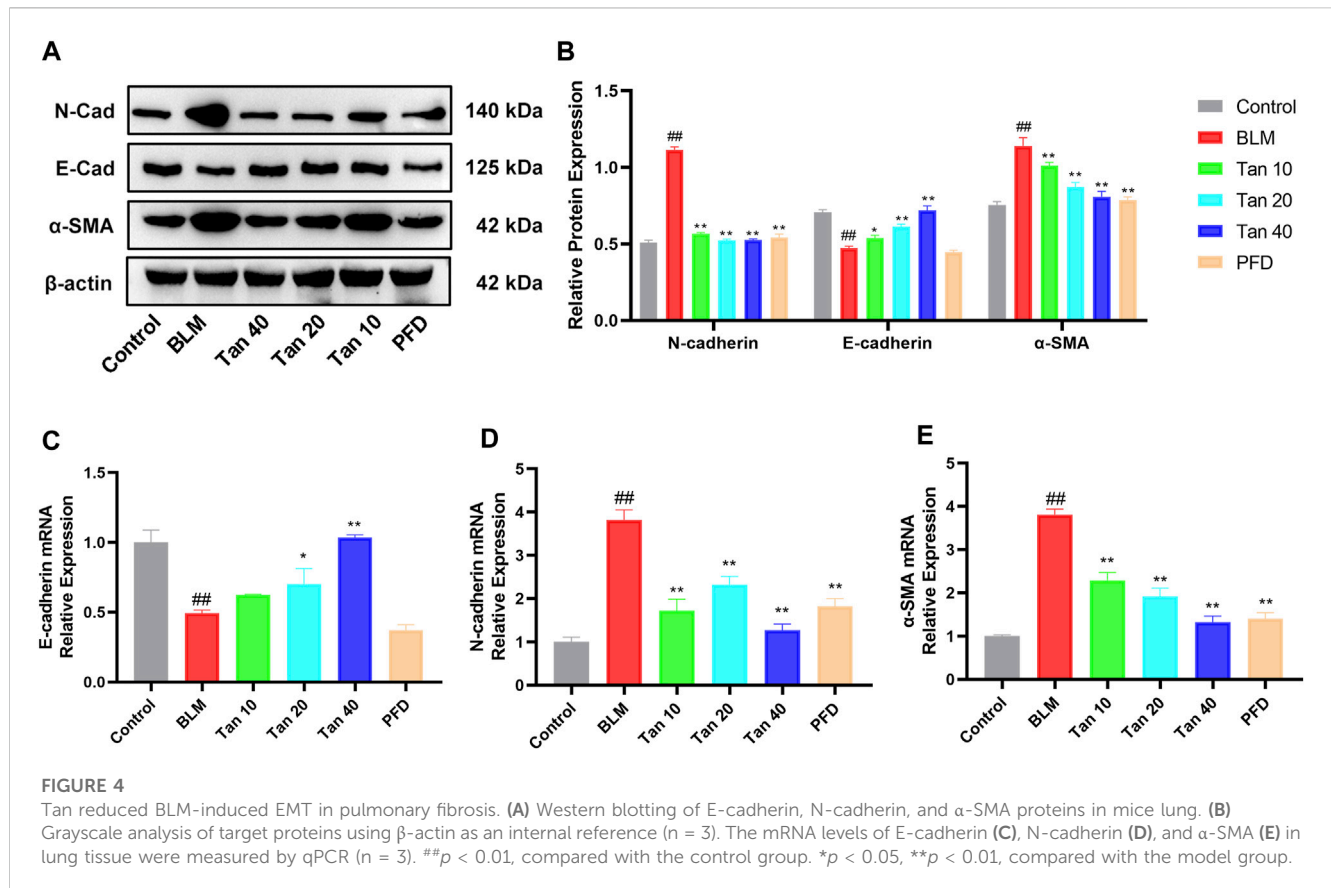 A
N-Cad 140 kDa
E-Cad 125 kDa
α-SMA 42 kDa
β-actin 42 kDa
Control BLM Tan 40 Tan 20 Tan 10 PFD
B
Relative Protein Expression
1.5
1.0
0.5
0.0
## ** ** ** **
## * ** **
## ** ** ** **
N-cadherin E-cadherin α-SMA
Control
BLM
Tan 10
Tan 20
Tan 40
PFD
C
E-cadherin mRNA
Relative Expression
1.5
1.0
0.5
0.0
## * **
Control BLM Tan 10 Tan 20 Tan 40 PFD
D
N-cadherin mRNA
Relative Expression
5
4
3
2
1
0
## ** ** ** **
Control BLM Tan 10 Tan 20 Tan 40 PFD
E
α-SMA mRNA
Relative Expression
5
4
3
2
1
0
## ** ** ** **
Control BLM Tan 10 Tan 20 Tan 40 PFD
FIGURE 4
Tan reduced BLM-induced EMT in pulmonary fibrosis. (A) Western blotting of E-cadherin, N-cadherin, and α-SMA proteins in mice lung. (B)
Grayscale analysis of target proteins using β-actin as an internal reference (n = 3). The mRNA levels of E-cadherin (C), N-cadherin (D), and α-SMA (E) in
lung tissue were measured by qPCR (n = 3). ##p < 0.01, compared with the control group. *p < 0.05, **p < 0.01, compared with the model group.